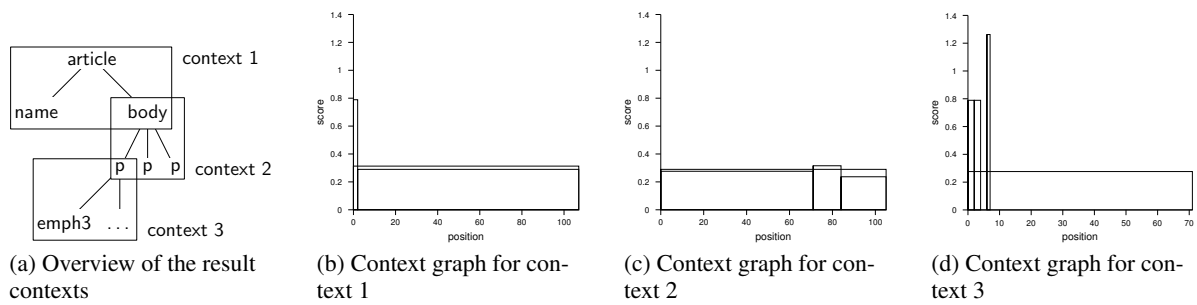 article
context 1
name
body
p
p
p
context 2
emph3
...
context 3
(a) Overview of the result
contexts
1.4
1.2
1
0.8
0.6
0.4
0.2
0
score
0 20 40 60 80 100
position
(b) Context graph for con-
text 1
1.4
1.2
1
0.8
0.6
0.4
0.2
0
score
0 20 40 60 80 100
position
(c) Context graph for con-
text 2
1.4
1.2
1
0.8
0.6
0.4
0.2
0
score
0 10 20 30 40 50 60 70
position
(d) Context graph for con-
text 3